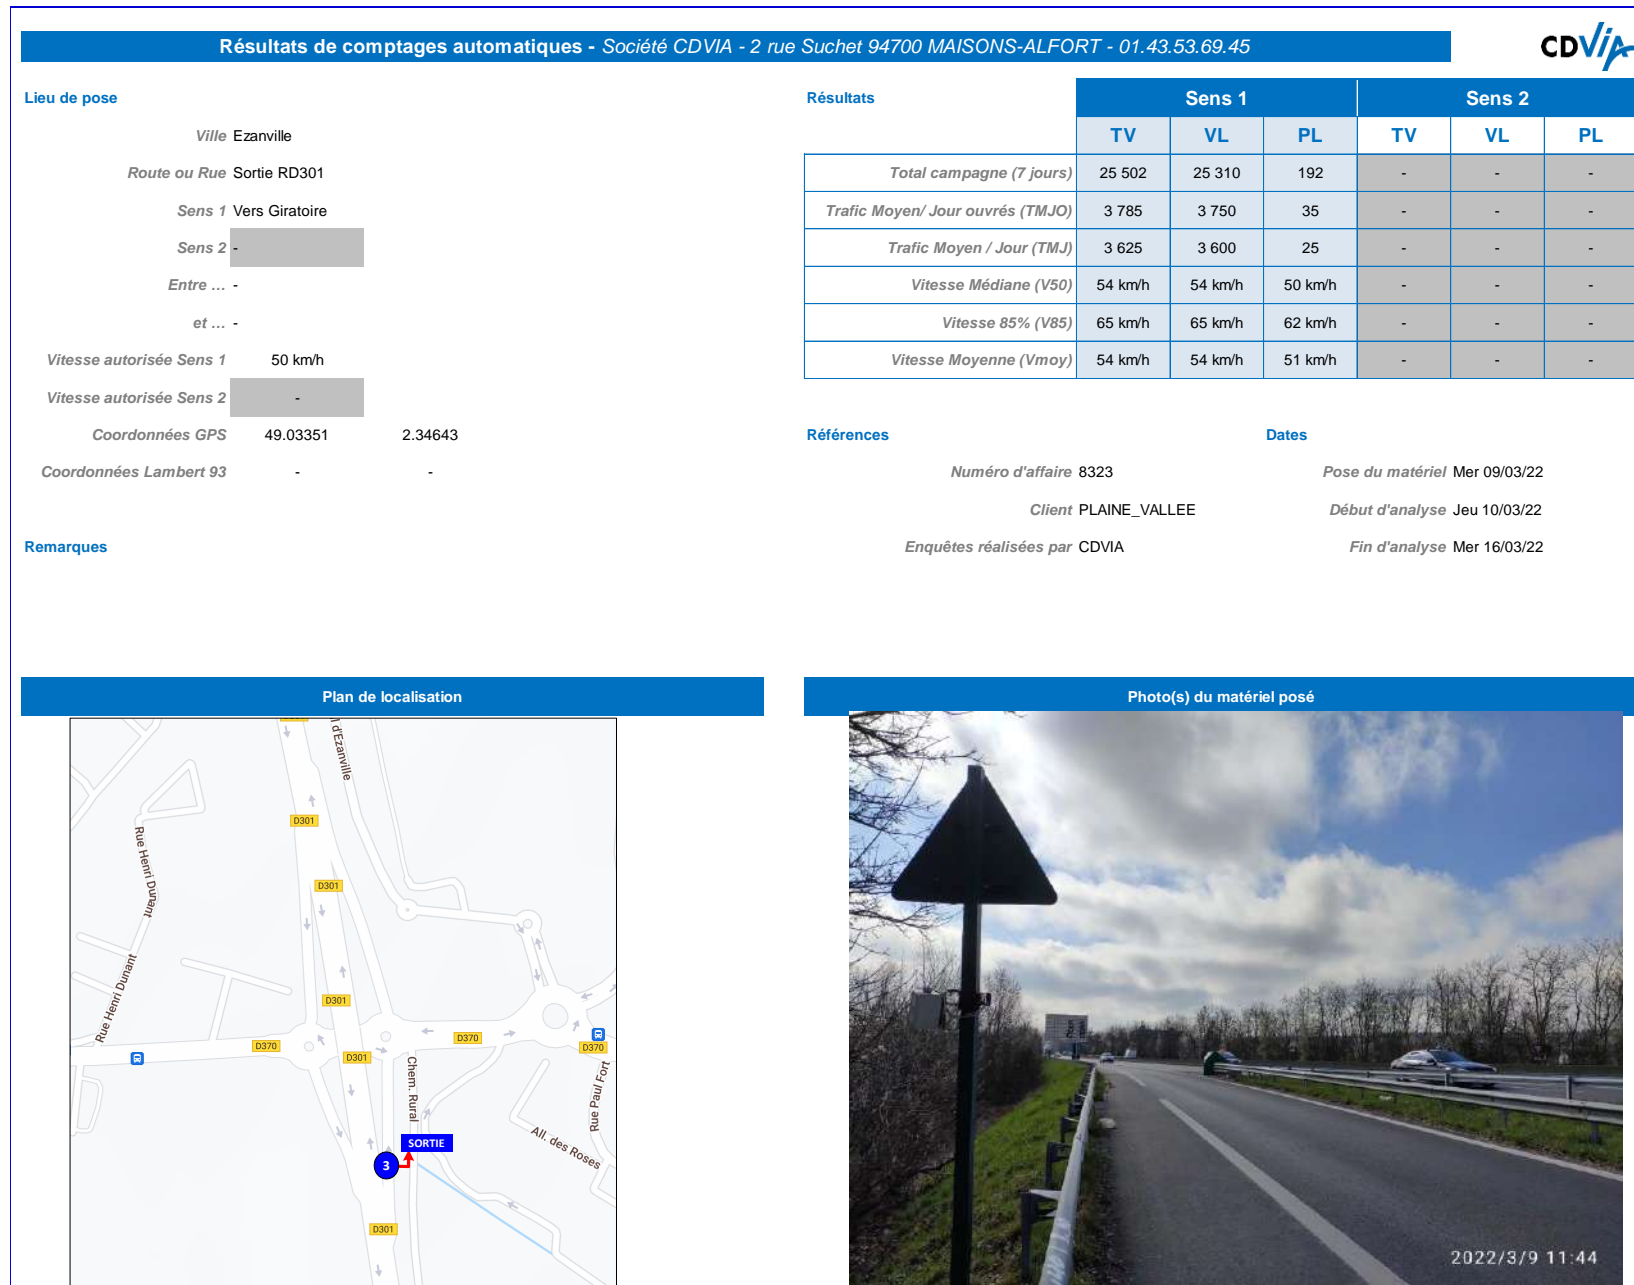 Résultats de comptages automatiques - Société CDVIA - 2 rue Suchet 94700 MAISONS-ALFORT - 01.43.53.69.45
CDVIA
Lieu de pose
Ville Ezanville
Route ou Rue Sortie RD301
Sens 1 Vers Giratoire
Sens 2 -
Entre ... -
et ... -
Vitesse autorisée Sens 1 50 km/h
Vitesse autorisée Sens 2 -
Coordonnées GPS 49.03351 2.34643
Coordonnées Lambert 93 - -
Remarques
Résultats Sens 1 Sens 2
TV VL PL TV VL PL
Total campagne (7 jours) 25 502 25 310 192 - - -
Trafic Moyen/ Jour ouvrés (TMJO) 3 785 3 750 35 - - -
Trafic Moyen / Jour (TMJ) 3 625 3 600 25 - - -
Vitesse Médiane (V50) 54 km/h 54 km/h 50 km/h - - -
Vitesse 85% (V85) 65 km/h 65 km/h 62 km/h - - -
Vitesse Moyenne (Vmoy) 54 km/h 54 km/h 51 km/h - - -
Références
Numéro d'affaire 8323
Client PLAINE_VALLEE
Enquêtes réalisées par CDVIA
Dates
Pose du matériel Mer 09/03/22
Début d'analyse Jeu 10/03/22
Fin d'analyse Mer 16/03/22
Plan de localisation
d'Ezanville
D301
Rue Henri Dunant
D301
Rue Henri Dunant
D301
D370
D301
D370
D370
Chem. Rural
Rue Paul Fort
All. des Roses
SORTIE
3
D301
Photo(s) du matériel posé
2022/3/9 11:44